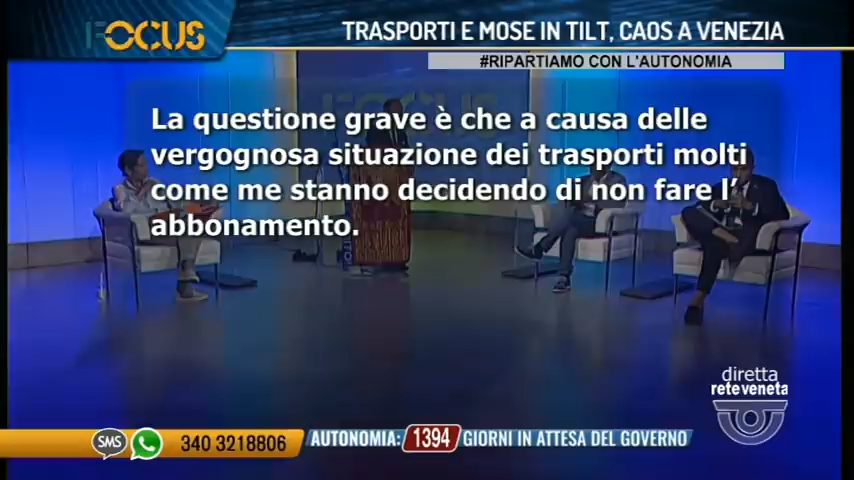 FOCUS
TRASPORTI E MOSE IN TILT, CAOS A VENEZIA
#RIPARTIAMO CON L'AUTONOMIA
La questione grave è che a causa delle
vergognosa situazione dei trasporti molti
come me stanno decidendo di non fare l'
abbonamento.
diretta
reteveneta
SMS
340 3218806
AUTONOMIA: 1394 GIORNI IN ATTESA DEL GOVERNO